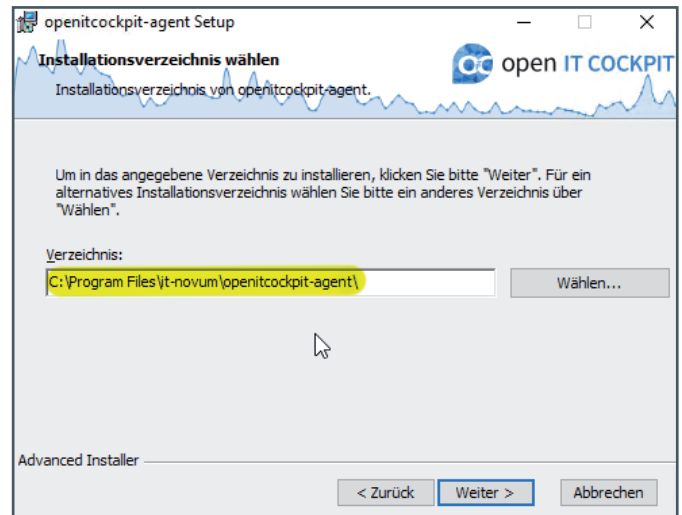 openitcockpit-agent Setup
Installationsverzeichnis wählen
Installationsverzeichnis von openitcockpit-agent.
open IT COCKPIT
Um in das angegebene Verzeichnis zu installieren, klicken Sie bitte "Weiter". Für ein
alternatives Installationsverzeichnis wählen Sie bitte ein anderes Verzeichnis über
"Wählen".
Verzeichnis:
C:\Program Files\it-novum\openitcockpit-agent\
Wählen...
Advanced Installer
< Zurück
Weiter >
Abbrechen